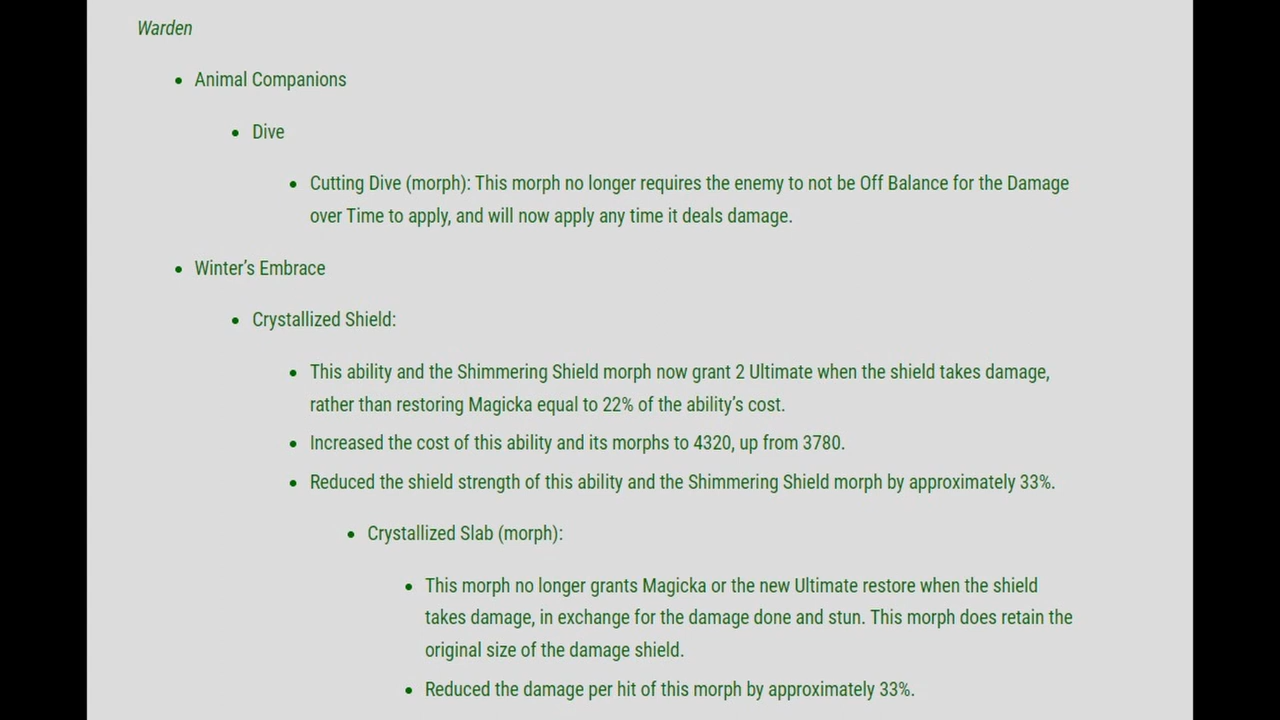 Warden
Animal Companions
Dive
Cutting Dive (morph): This morph no longer requires the enemy to not be Off Balance for the Damage
over Time to apply, and will now apply any time it deals damage.
Winter’s Embrace
Crystallized Shield:
This ability and the Shimmering Shield morph now grant 2 Ultimate when the shield takes damage,
rather than restoring Magicka equal to 22% of the ability’s cost.
Increased the cost of this ability and its morphs to 4320, up from 3780.
Reduced the shield strength of this ability and the Shimmering Shield morph by approximately 33%.
Crystallized Slab (morph):
This morph no longer grants Magicka or the new Ultimate restore when the shield
takes damage, in exchange for the damage done and stun. This morph does retain the
original size of the damage shield.
Reduced the damage per hit of this morph by approximately 33%.